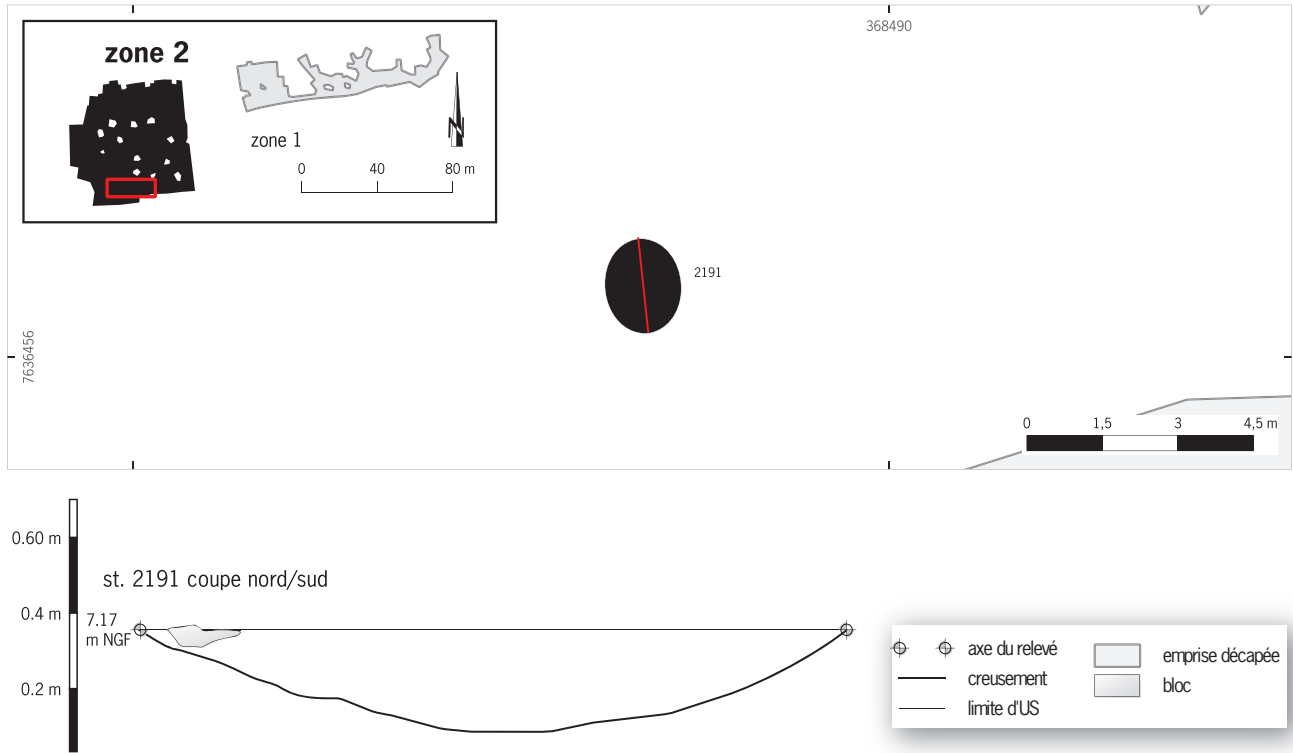 368490
zone 2
zone 1
N
0 40 80 m
2191
7636456
0 1,5 3 4,5 m
0.60 m
st. 2191 coupe nord/sud
0.4 m
7.17
m NGF
0.2 m
axe du relevé
creusement
limite d'US
emprise décapée
bloc